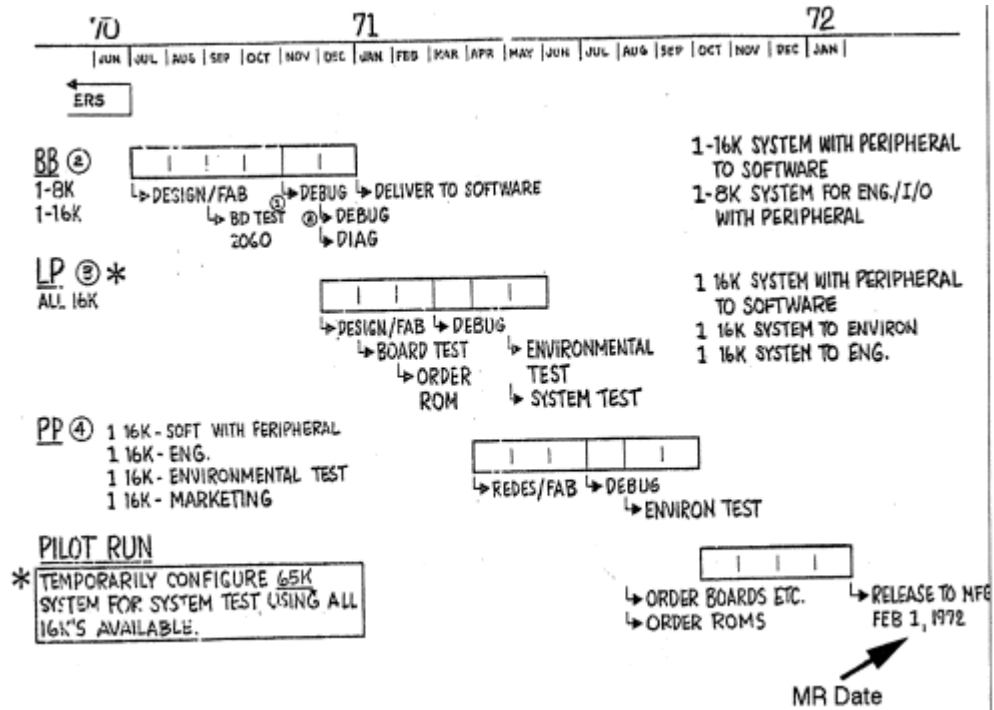 '70 71 72
JUN JUL AUG SEP OCT NOV DEC JAN FEB MAR APR MAY JUN JUL AUG SEP OCT NOV DEC JAN
ERS
BB ②
1-8K
1-16K
DESIGN/FAB
① DEBUG
DELIVER TO SOFTWARE
BD TEST
2060
② DEBUG
DIAG
1-16K SYSTEM WITH PERIPHERAL
TO SOFTWARE
1-8K SYSTEM FOR ENG./I/O
WITH PERIPHERAL
LP ③ *
ALL 16K
DESIGN/FAB
DEBUG
BOARD TEST
ORDER
ROM
ENVIRONMENTAL
TEST
SYSTEM TEST
1 16K SYSTEM WITH PERIPHERAL
TO SOFTWARE
1 16K SYSTEM TO ENVIRON
1 16K SYSTEM TO ENG.
PP ④
1 16K - SOFT WITH PERIPHERAL
1 16K - ENG.
1 16K - ENVIRONMENTAL TEST
1 16K - MARKETING
REDES/FAB
DEBUG
ENVIRON TEST
PILOT RUN
* TEMPORARILY CONFIGURE 65K
SYSTEM FOR SYSTEM TEST, USING ALL
16K'S AVAILABLE.
ORDER BOARDS ETC.
ORDER ROMS
RELEASE TO MFG
FEB 1, 1972
MR Date